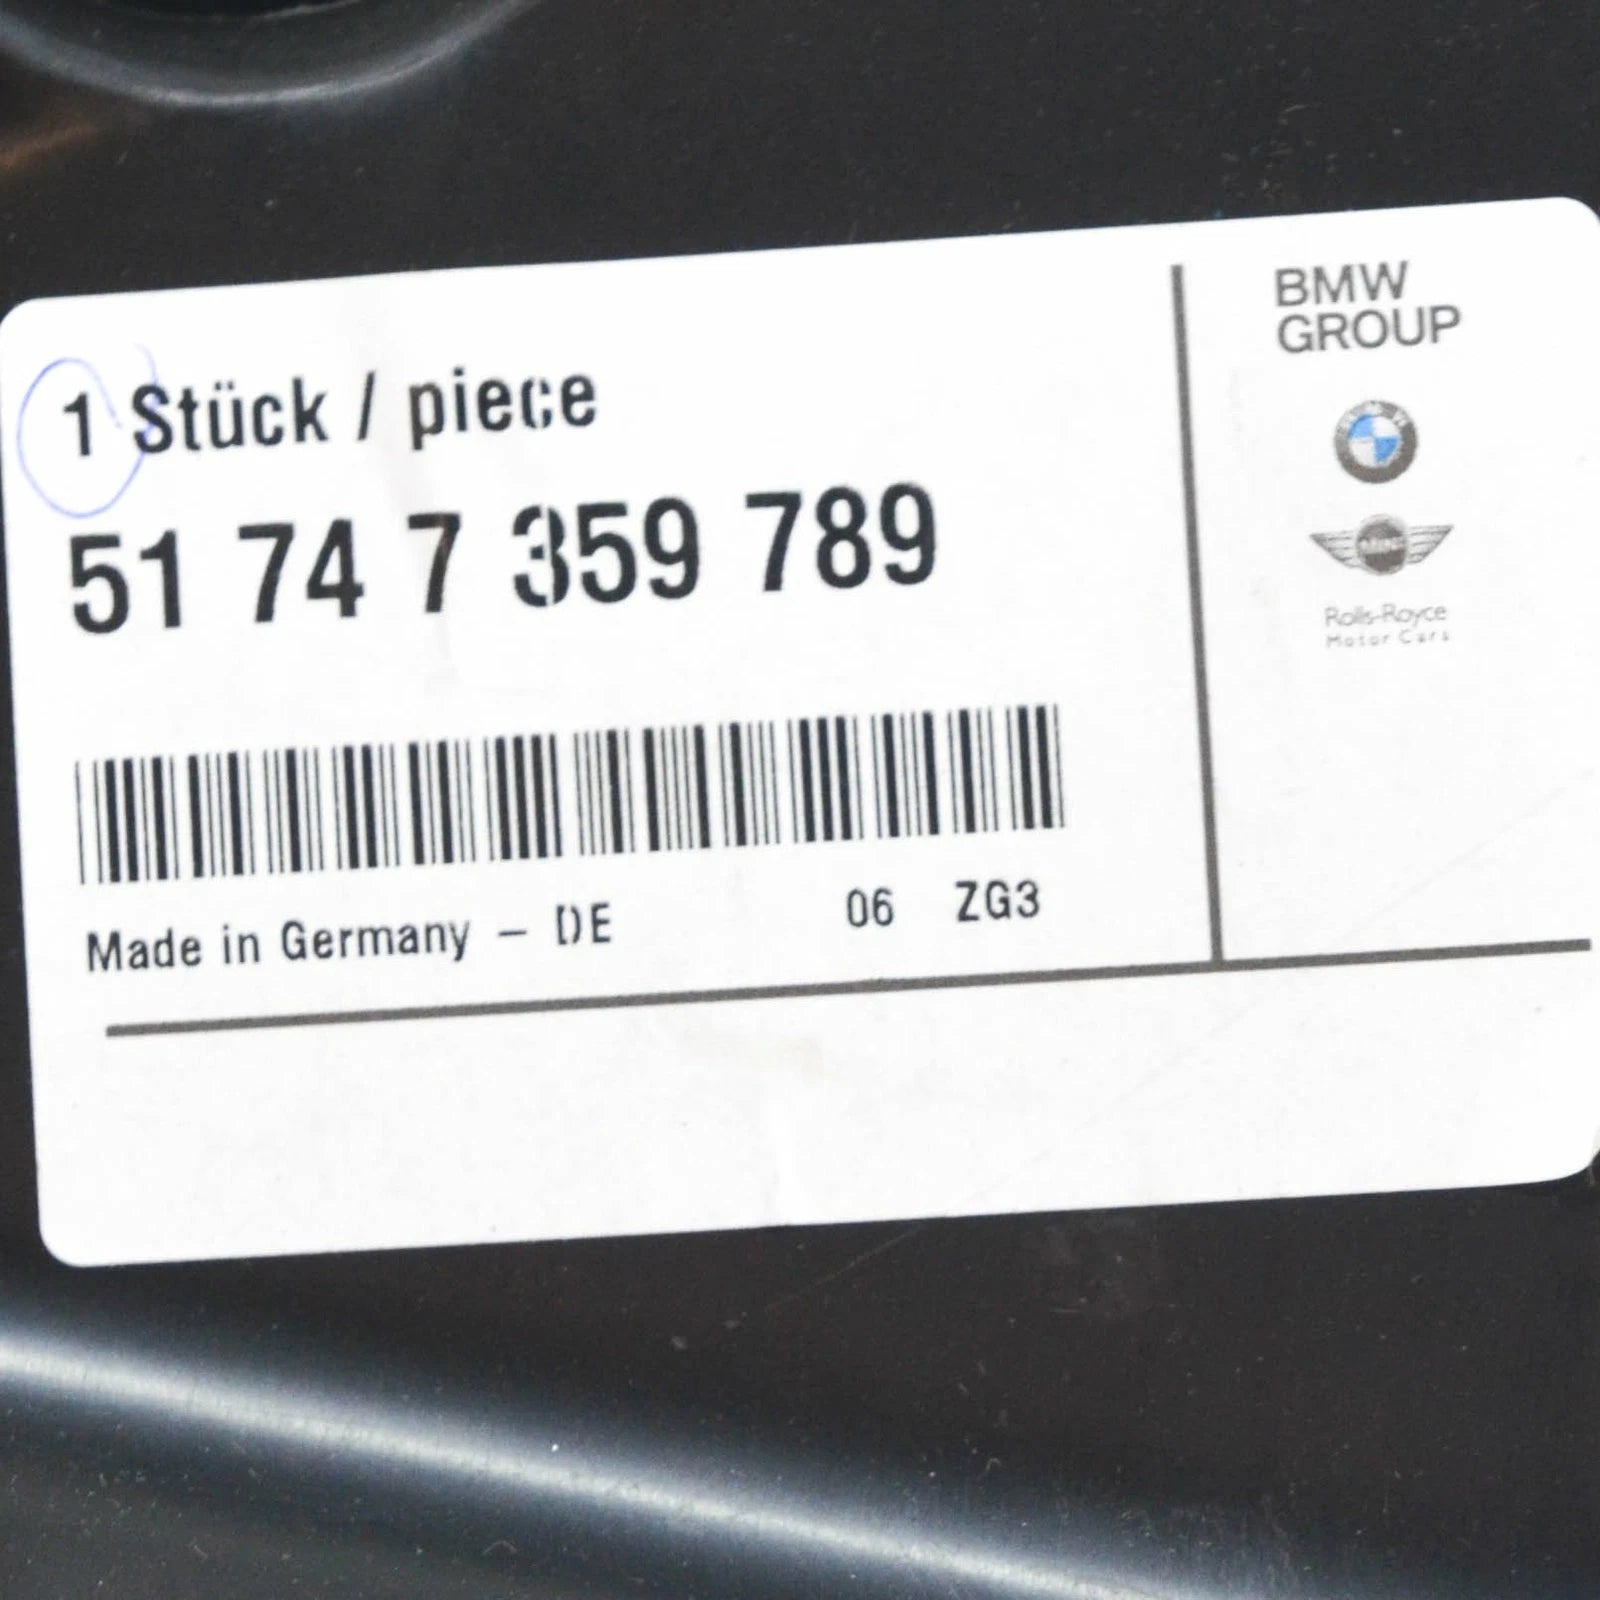 1 Stück / piece
51 74 7 359 789
Made in Germany – DE 06 ZG3
BMW
GROUP
MINI
Rolls-Royce
Motor Cars